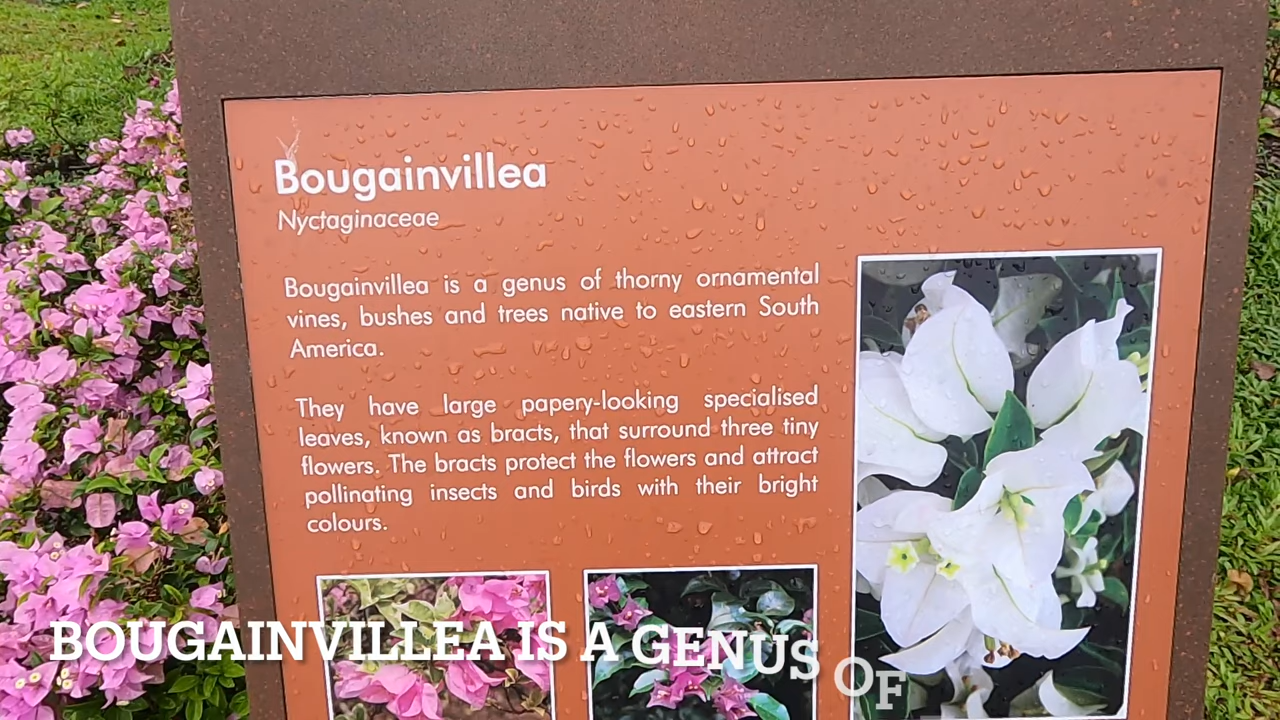 Bougainvillea
Nyctaginaceae
Bougainvillea is a genus of thorny ornamental
vines, bushes and trees native to eastern South
America.
They have large papery-looking specialised
leaves, known as bracts, that surround three tiny
flowers. The bracts protect the flowers and attract
pollinating insects and birds with their bright
colours.
BOUGAINVILLEA IS A GENUS OF